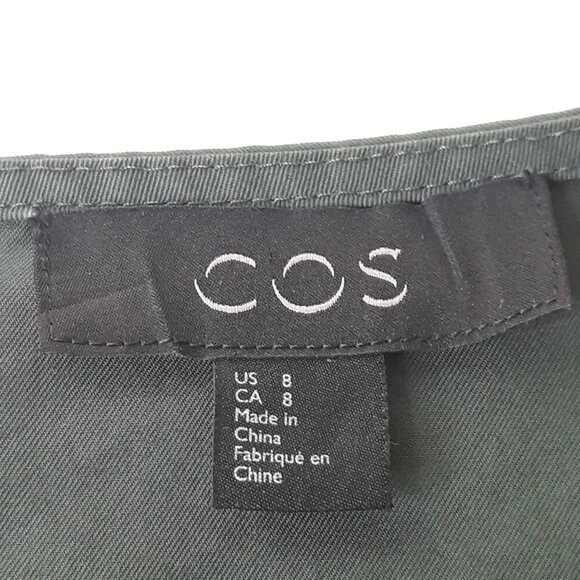 COS
US 8
CA 8
Made in
China
Fabriqué en
Chine